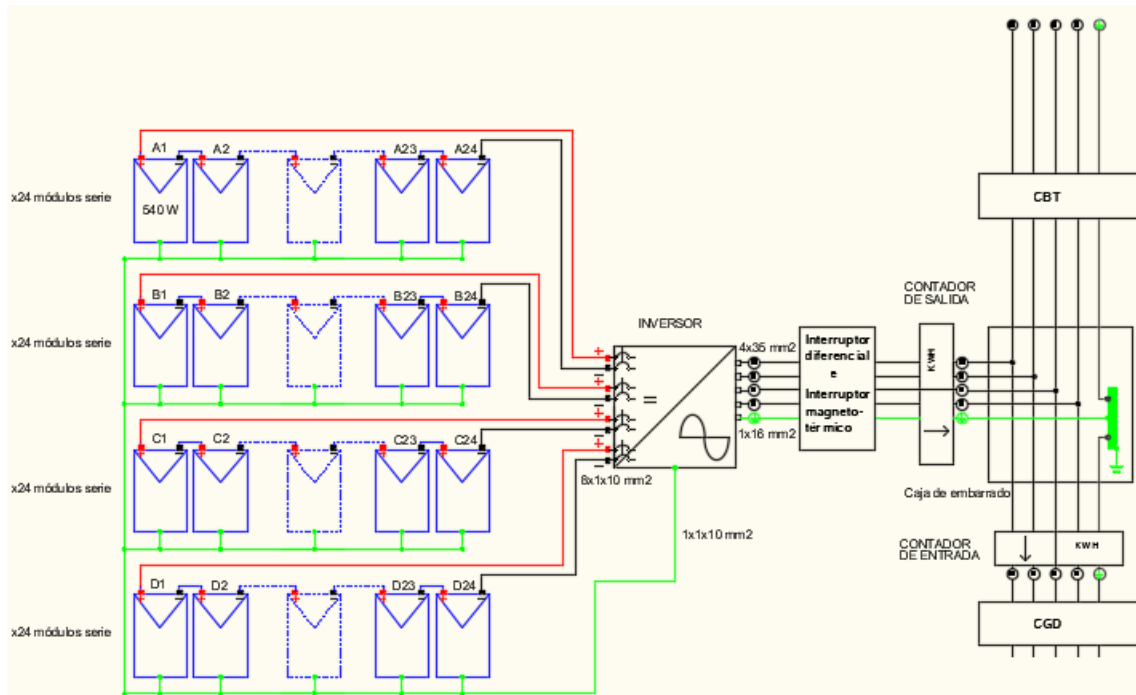 A1 A2 A23 A24
x24 módulos serie
540 W
CBT
B1 B2 B23 B24
x24 módulos serie
CONTADOR
DE SALIDA
INVERSOR
4x35 mm2
Interruptor
diferencial
e
Interruptor
magneto-
térmico
KWH
+
-
+
-
+
-
+
-
=
1x16 mm2
C1 C2 C23 C24
x24 módulos serie
8x1x10 mm2
Caja de embarrado
1x1x10 mm2
CONTADOR
DE ENTRADA
KWH
D1 D2 D23 D24
x24 módulos serie
CGD